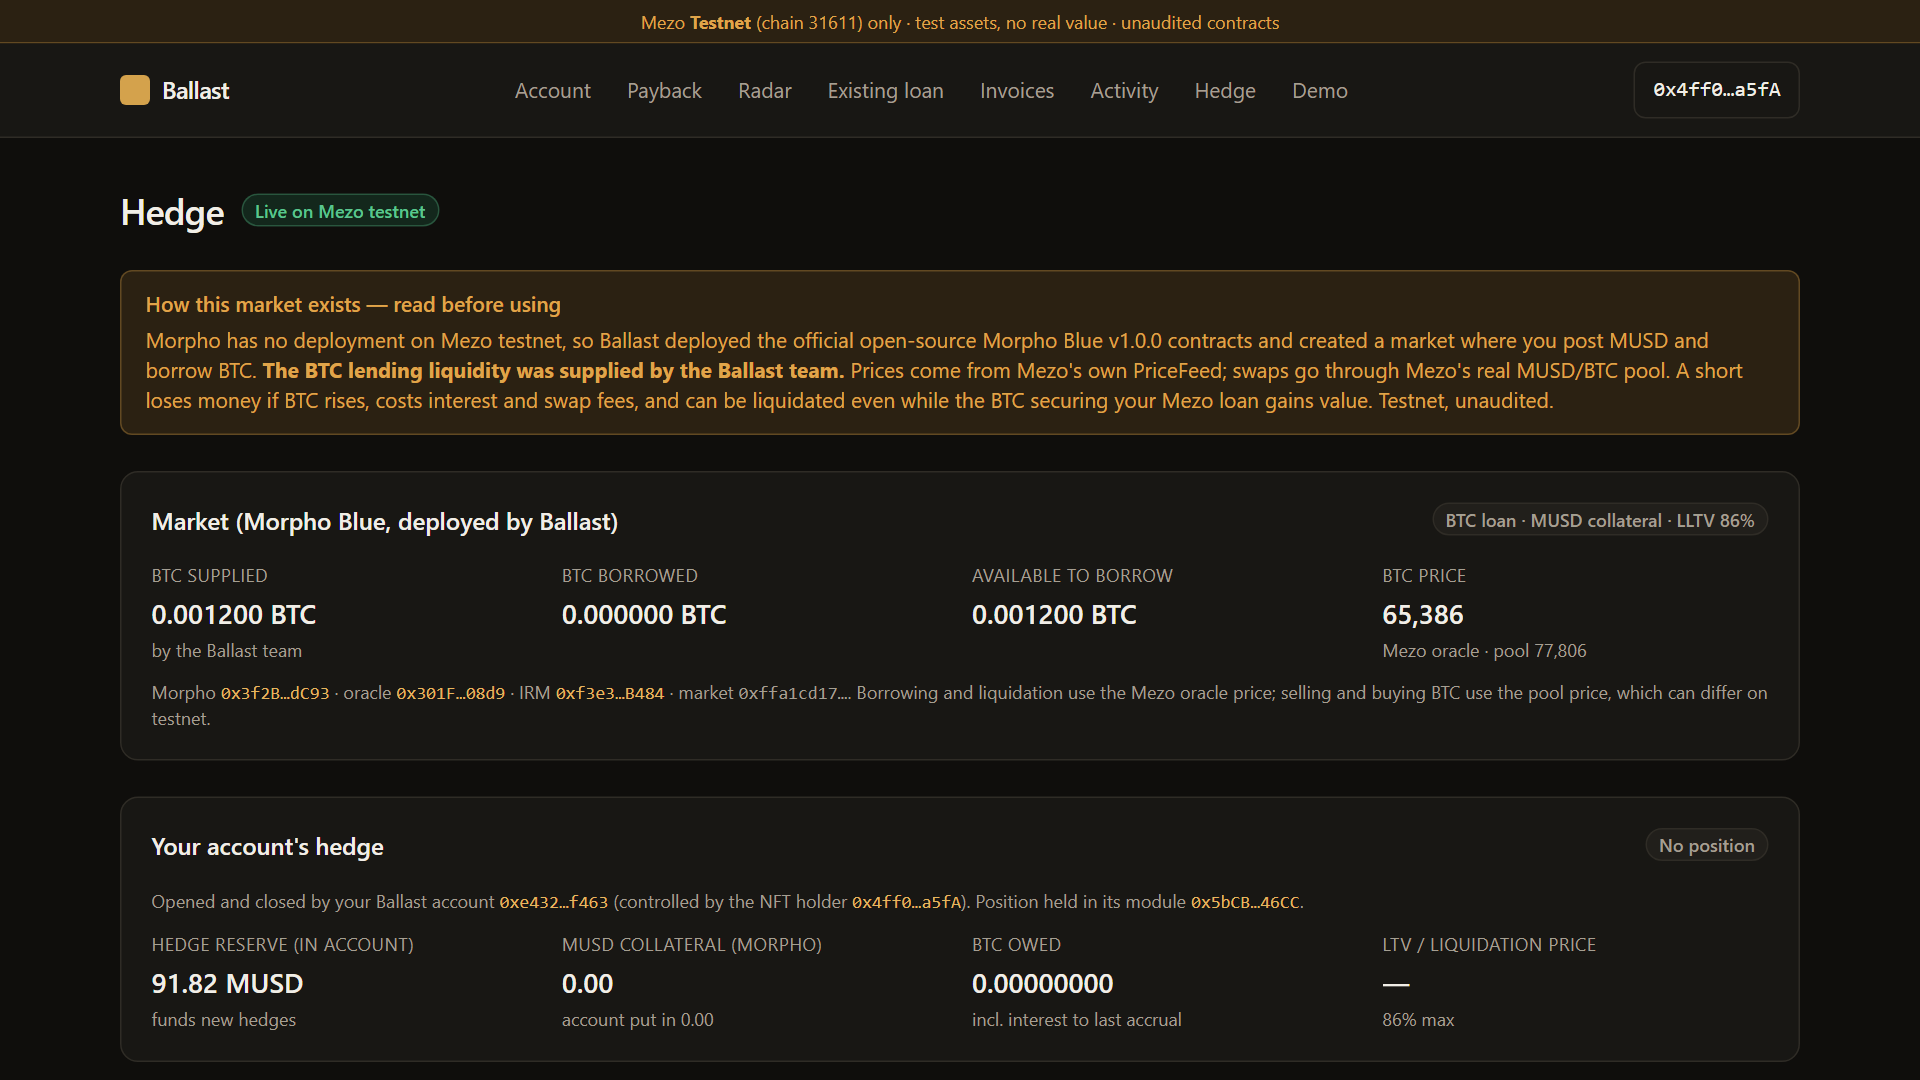 Mezo Testnet (chain 31611) only · test assets, no real value · unaudited contracts
Ballast
Account
Payback
Radar
Existing loan
Invoices
Activity
Hedge
Demo
0x4ff0…a5fA
Hedge
Live on Mezo testnet
How this market exists — read before using
Morpho has no deployment on Mezo testnet, so Ballast deployed the official open-source Morpho Blue v1.0.0 contracts and created a market where you post MUSD and
borrow BTC. The BTC lending liquidity was supplied by the Ballast team. Prices come from Mezo's own PriceFeed; swaps go through Mezo's real MUSD/BTC pool. A short
loses money if BTC rises, costs interest and swap fees, and can be liquidated even while the BTC securing your Mezo loan gains value. Testnet, unaudited.
Market (Morpho Blue, deployed by Ballast)
BTC loan · MUSD collateral · LLTV 86%
BTC SUPPLIED
BTC BORROWED
AVAILABLE TO BORROW
BTC PRICE
0.001200 BTC
0.000000 BTC
0.001200 BTC
65,386
by the Ballast team
Mezo oracle · pool 77,806
Morpho 0x3f2B…dC93 · oracle 0x301F…08d9 · IRM 0xf3e3…B484 · market 0xffa1cd17…. Borrowing and liquidation use the Mezo oracle price; selling and buying BTC use the pool price, which can differ on
testnet.
Your account's hedge
No position
Opened and closed by your Ballast account 0xe432…f463 (controlled by the NFT holder 0x4ff0…a5fA). Position held in its module 0x5bCB…46CC.
HEDGE RESERVE (IN ACCOUNT)
MUSD COLLATERAL (MORPHO)
BTC OWED
LTV / LIQUIDATION PRICE
91.82 MUSD
0.00
0.00000000
—
funds new hedges
account put in 0.00
incl. interest to last accrual
86% max